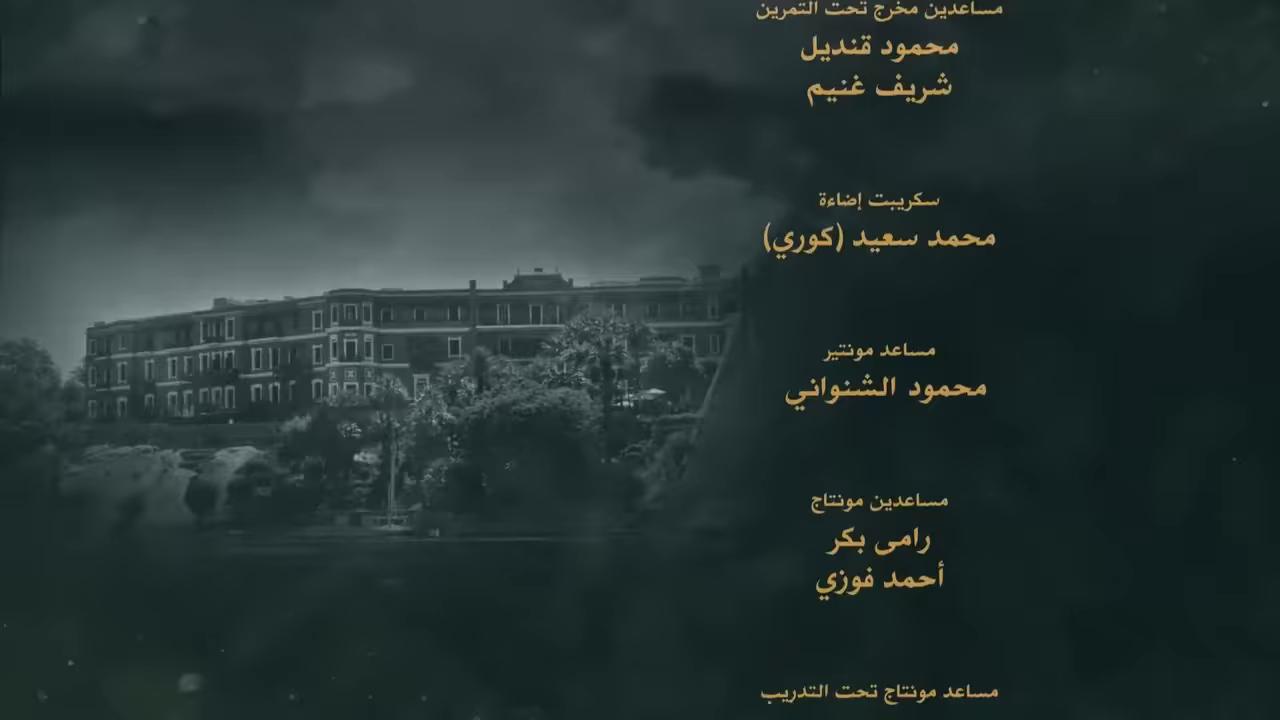 مساعدين مخرج تحت التمرين
محمود قنديل
شريف غنيم
سكريبت إضاءة
محمد سعيد (كوري)
مساعد مونتير
محمود الشنواني
مساعدين مونتاج
رامى بكر
أحمد فوزي
مساعد مونتاج تحت التدريب